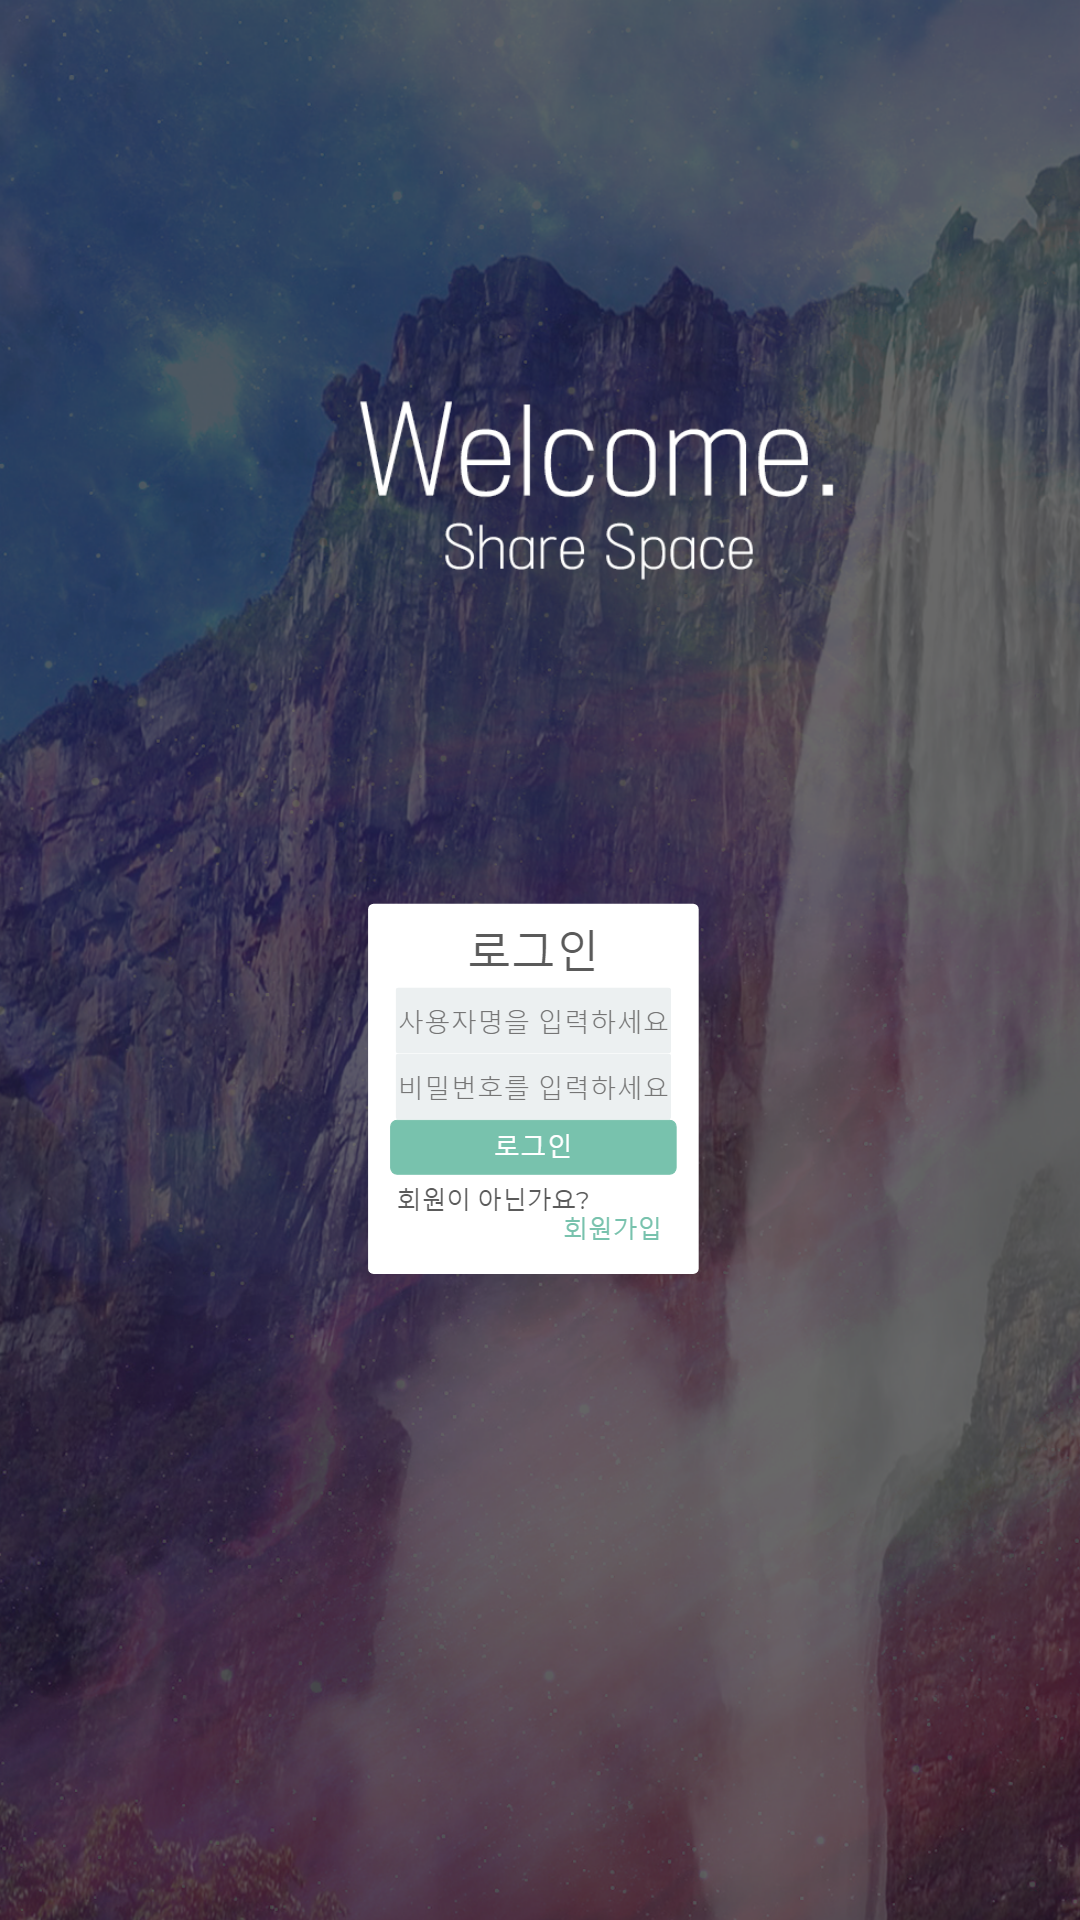 Welcome.
Share Space
로그인
사용자명을 입력하세요
비밀번호를 입력하세요
로그인
회원이 아닌가요?
회원가입